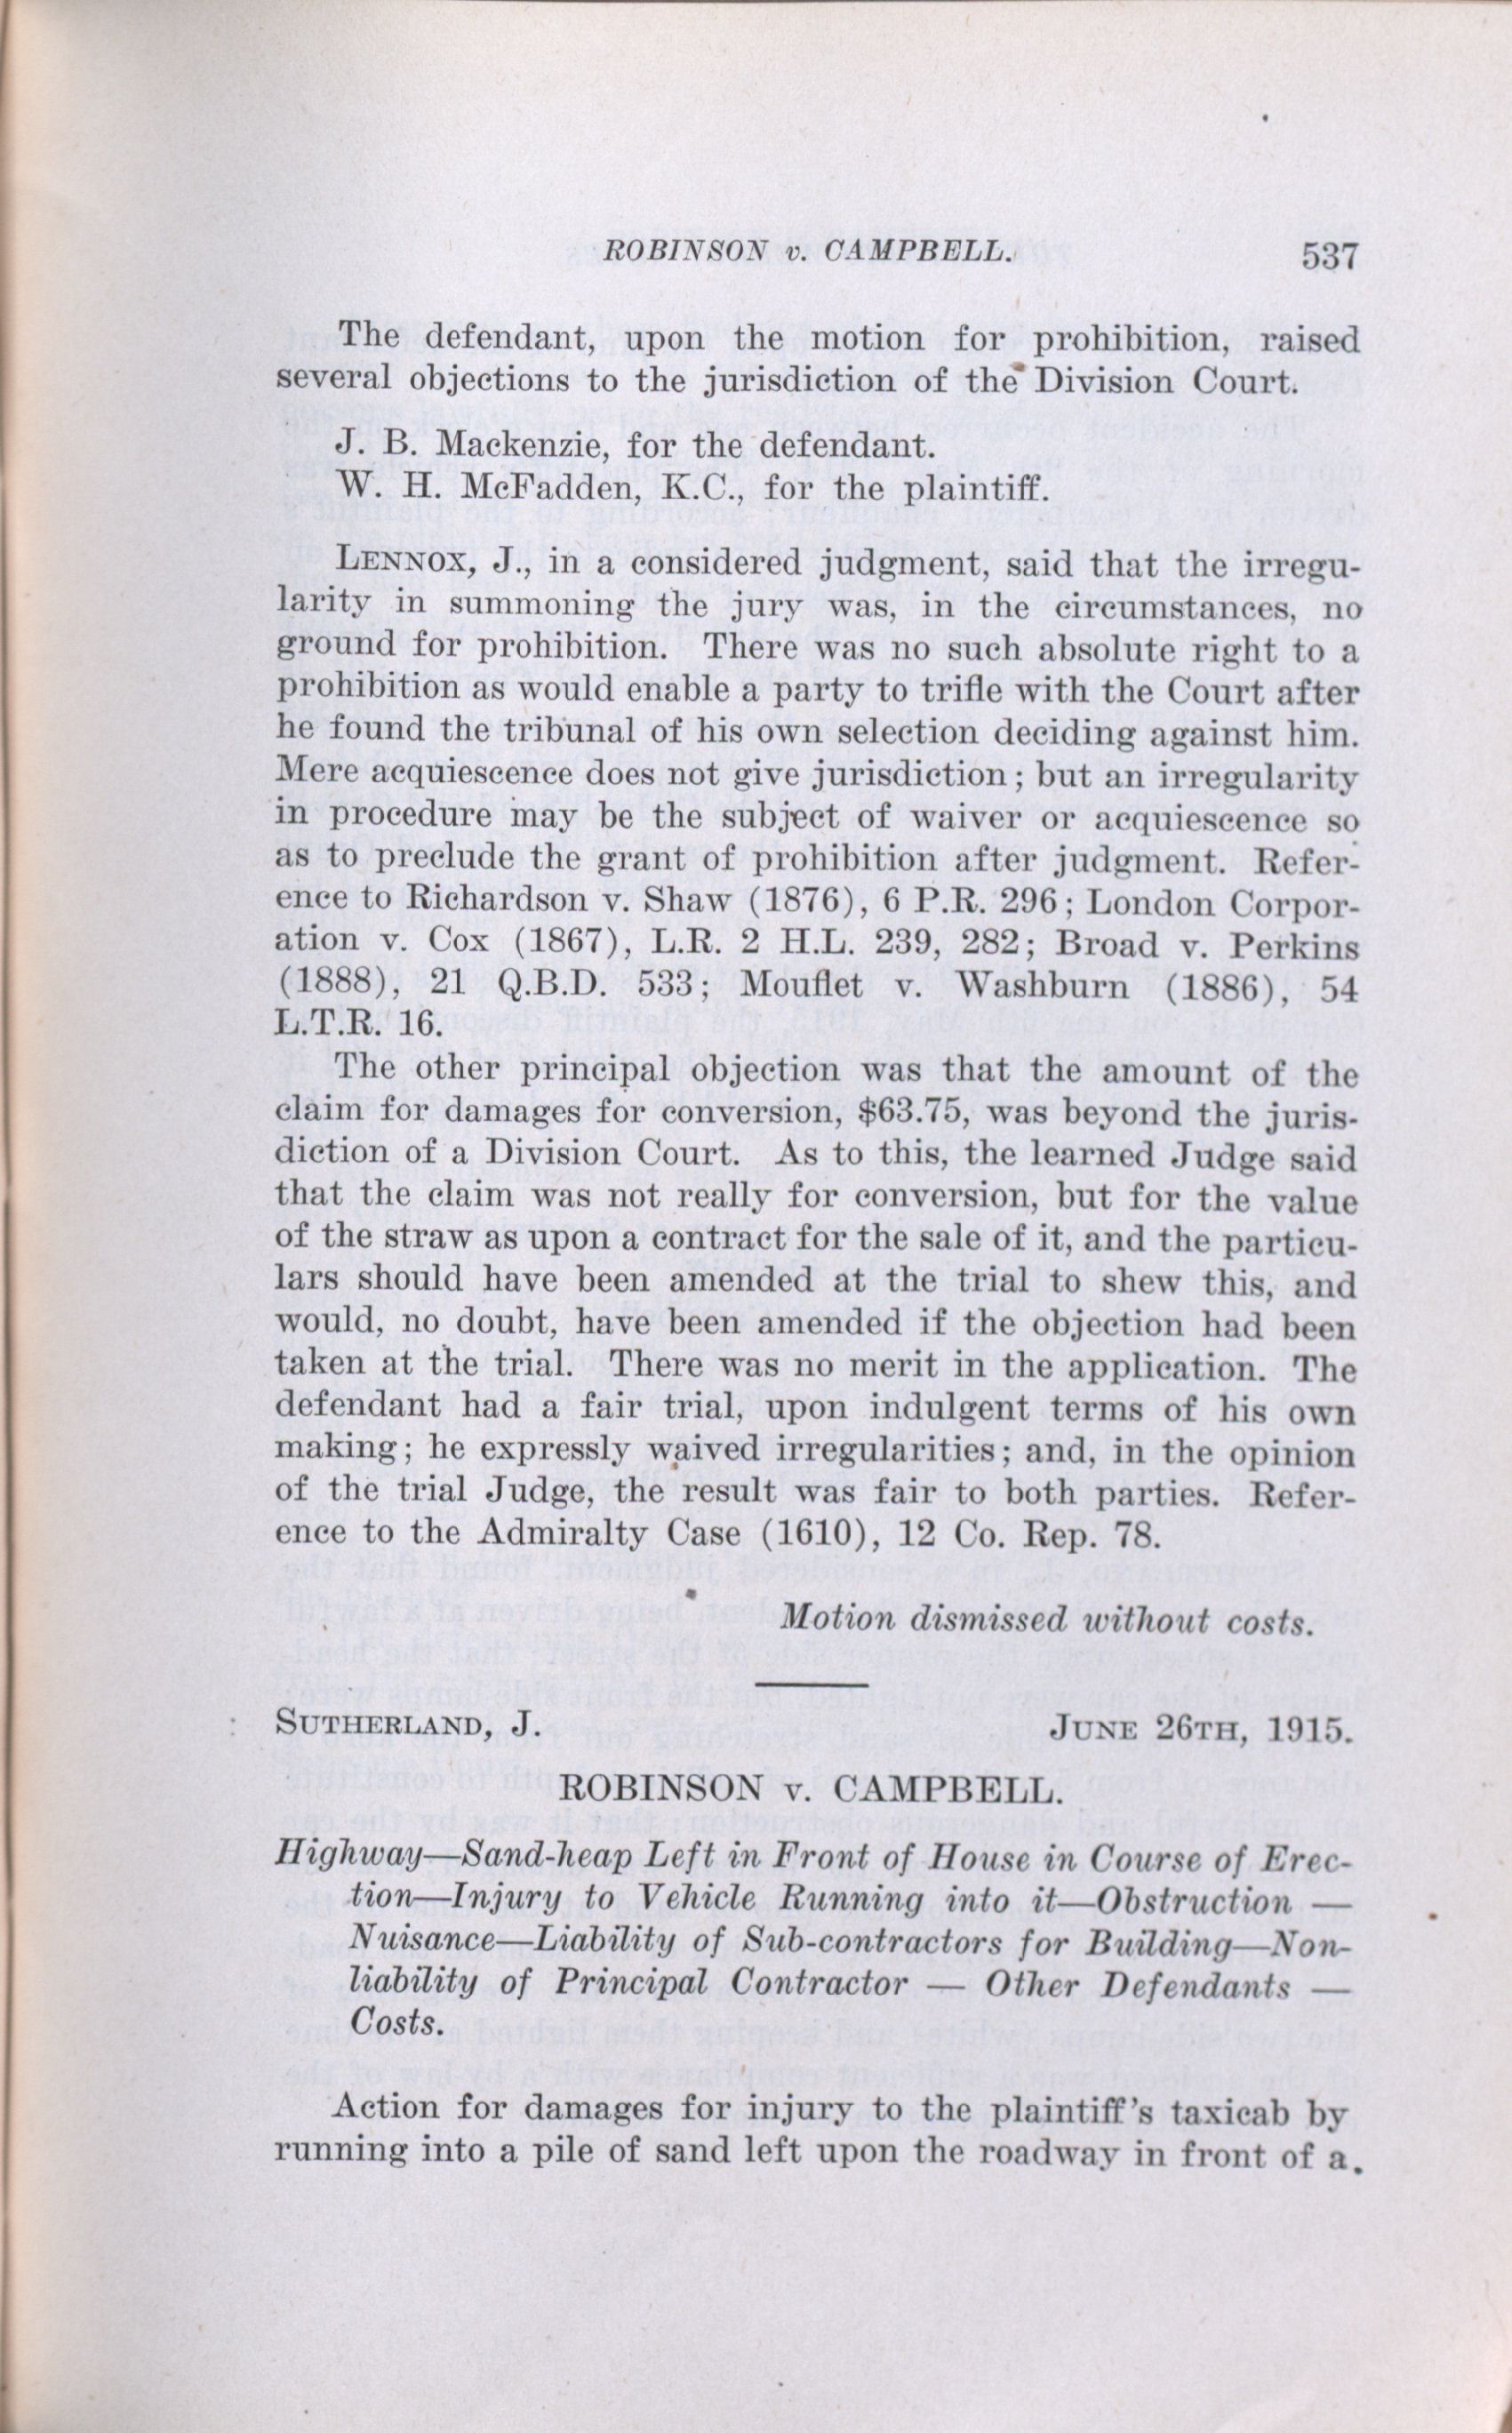 ROBINSON v. CAMPBELL. 537
The defendant, upon the motion for prohibition, raised
several objections to the jurisdiction of the Division Court.
J. B. Mackenzie, for the defendant.
W. H. McFadden, K.C., for the plaintiff.
LENNOX, J., in a considered judgment, said that the irregu-
larity in summoning the jury was, in the circumstances, no
ground for prohibition. There was no such absolute right to a
prohibition as would enable a party to trifle with the Court after
he found the tribunal of his own selection deciding against him.
Mere acquiescence does not give jurisdiction; but an irregularity
in procedure may be the subject of waiver or acquiescence so
as to preclude the grant of prohibition after judgment. Refer-
ence to Richardson v. Shaw (1876), 6 P.R. 296; London Corpor-
ation v. Cox (1867), L.R. 2 H.L. 239, 282; Broad v. Perkins
(1888), 21 Q.B.D. 533; Mouflet v. Washburn (1886), 54
L.T.R. 16.
The other principal objection was that the amount of the
claim for damages for conversion, $63.75, was beyond the juris-
diction of a Division Court. As to this, the learned Judge said
that the claim was not really for conversion, but for the value
of the straw as upon a contract for the sale of it, and the particu-
lars should have been amended at the trial to shew this, and
would, no doubt, have been amended if the objection had been
taken at the trial. There was no merit in the application. The
defendant had a fair trial, upon indulgent terms of his own
making; he expressly waived irregularities; and, in the opinion
of the trial Judge, the result was fair to both parties. Refer-
ence to the Admiralty Case (1610), 12 Co. Rep. 78.
Motion dismissed without costs.
SUTHERLAND, J. JUNE 26TH, 1915.
ROBINSON v. CAMPBELL.
Highway—Sand-heap Left in Front of House in Course of Erec-
tion—Injury to Vehicle Running into it—Obstruction —
Nuisance—Liability of Sub-contractors for Building—Non-
liability of Principal Contractor — Other Defendants —
Costs.
Action for damages for injury to the plaintiff's taxicab by
running into a pile of sand left upon the roadway in front of a